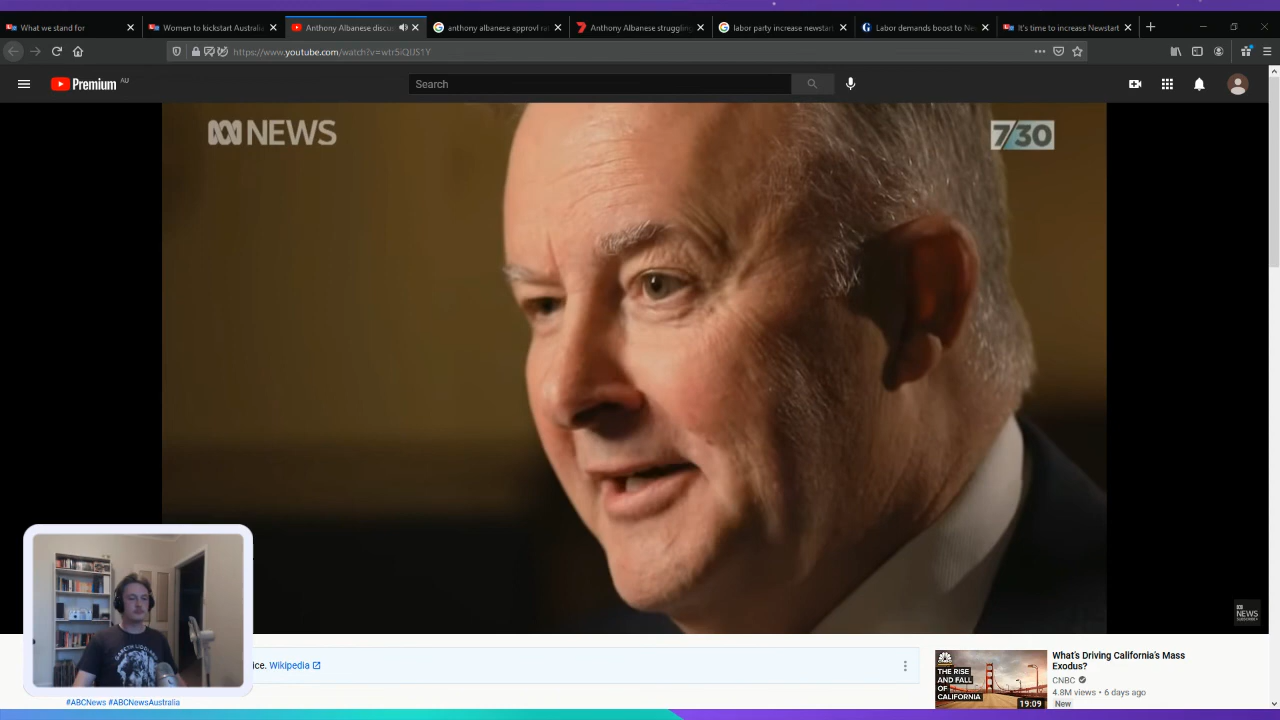 What we stand for
Women to kickstart Australia
Anthony Albanese discu
anthony albanese approvl ra
Anthony Albanese struggling
labor party increase newstart
Labor demands boost to Ne
It's time to increase Newstart
https://www.youtube.com/watch?v=wtr5iQUS1Y
Premium AU
Search
ABC NEWS
7/30
NEWS
ice. Wikipedia
#ABCNews #ABCNewsAustralia
THE RISE
AND FALL
OF
CALIFORNIA
19:09
What's Driving California's Mass
Exodus?
CNBC
4.8M views • 6 days ago
New